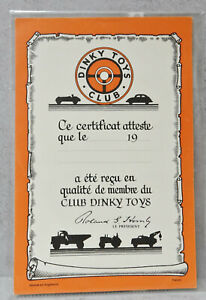 DINKY TOYS
CLUB
Ce certificat atteste
que le 19
a été reçu en
qualité de membre du
CLUB DINKY TOYS
LE PRÉSIDENT